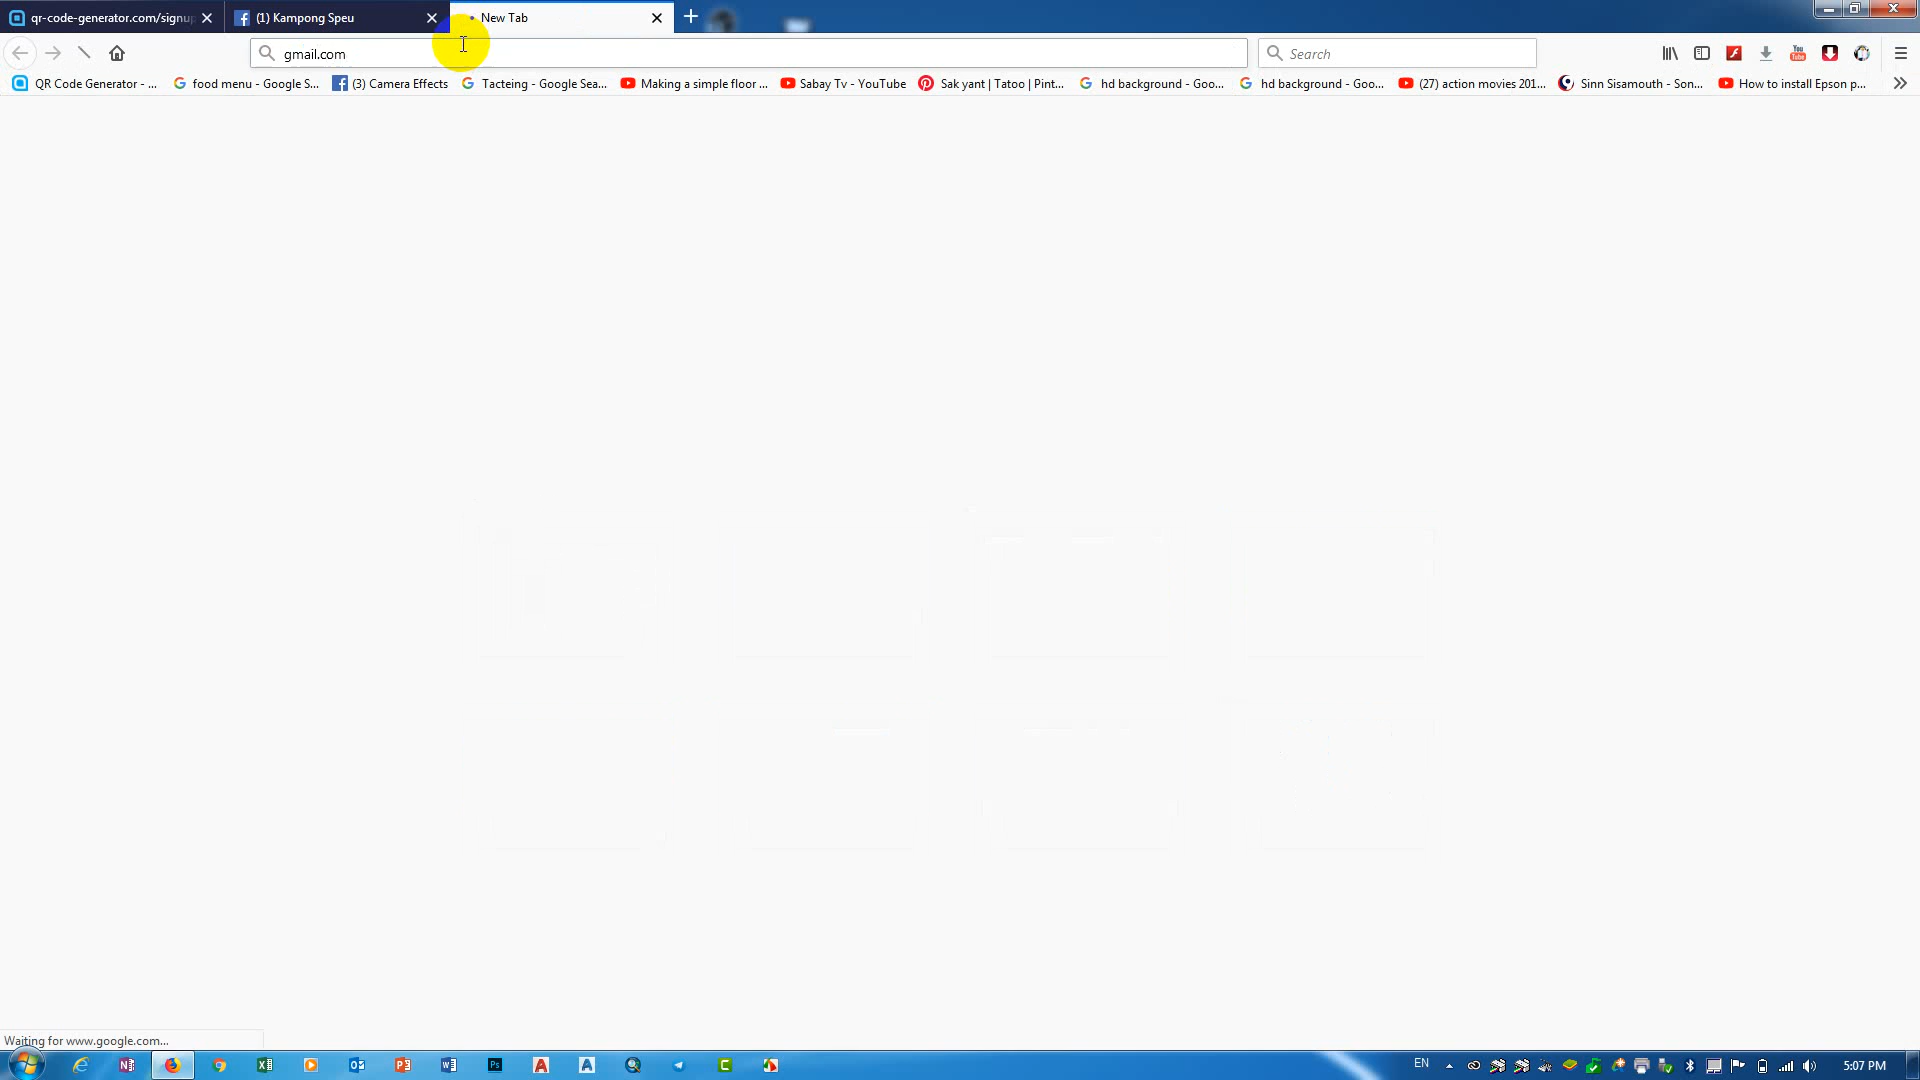 qr-code-generator.com/signup
(1) Kampong Speu
New Tab
gmail.com
Search
QR Code Generator - ...
food menu - Google S...
(3) Camera Effects
Tacteing - Google Sea...
Making a simple floor ...
Sabay Tv - YouTube
Sak yant | Tatoo | Pint...
hd background - Goo...
hd background - Goo...
(27) action movies 201...
Sinn Sisamouth - Son...
How to install Epson p...
Waiting for www.google.com...
EN
5:07 PM